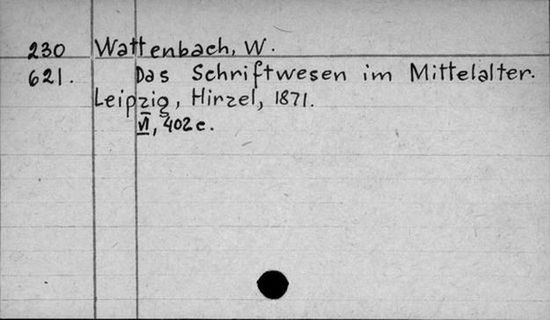 230 Wattenbach, W.
621. Das Schriftwesen im Mittelalter.
Leipzig, Hirzel, 1871.
VI, 402 c.